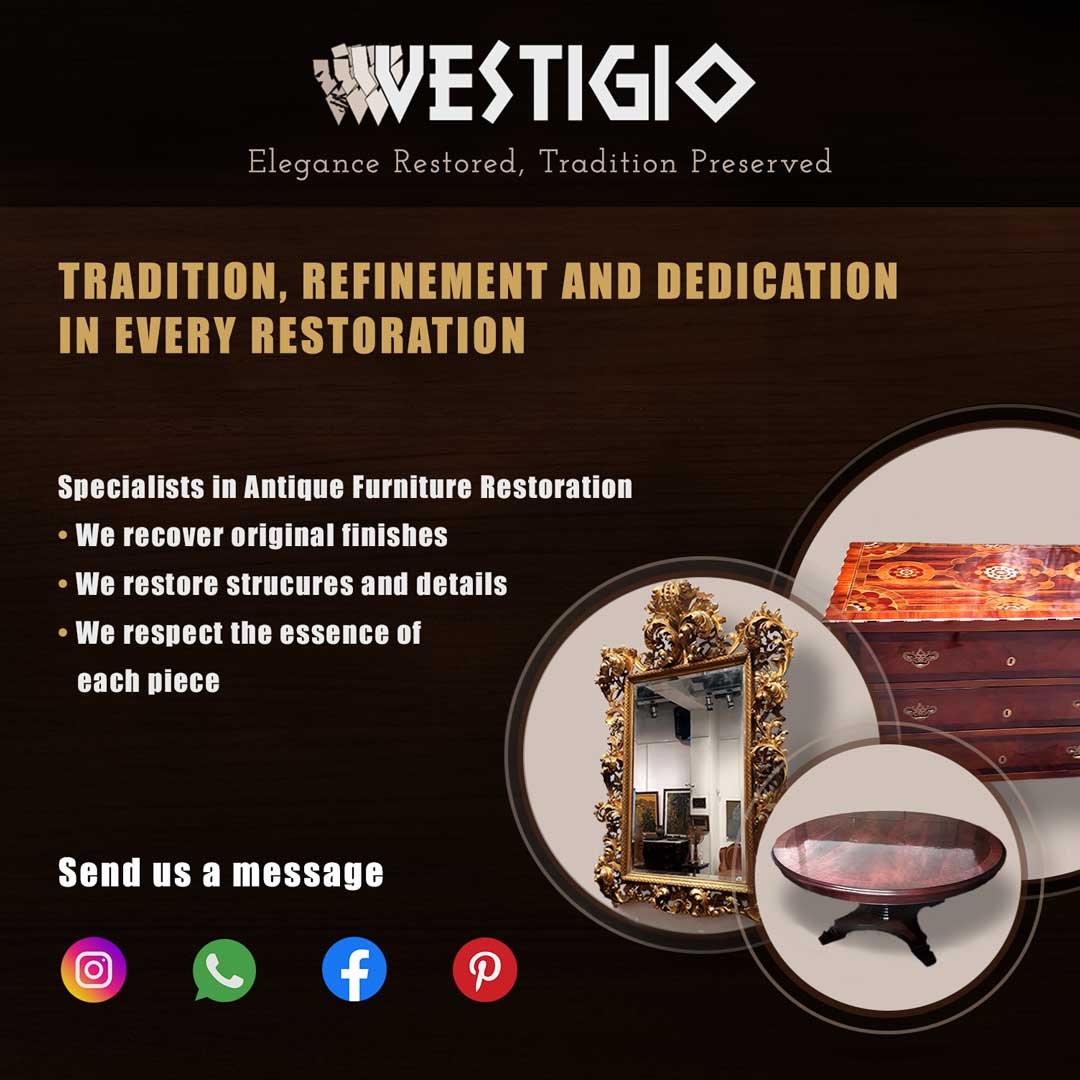 VESTIGIO
Elegance Restored, Tradition Preserved
TRADITION, REFINEMENT AND DEDICATION
IN EVERY RESTORATION
Specialists in Antique Furniture Restoration
• We recover original finishes
• We restore strucures and details
• We respect the essence of
each piece
Send us a message